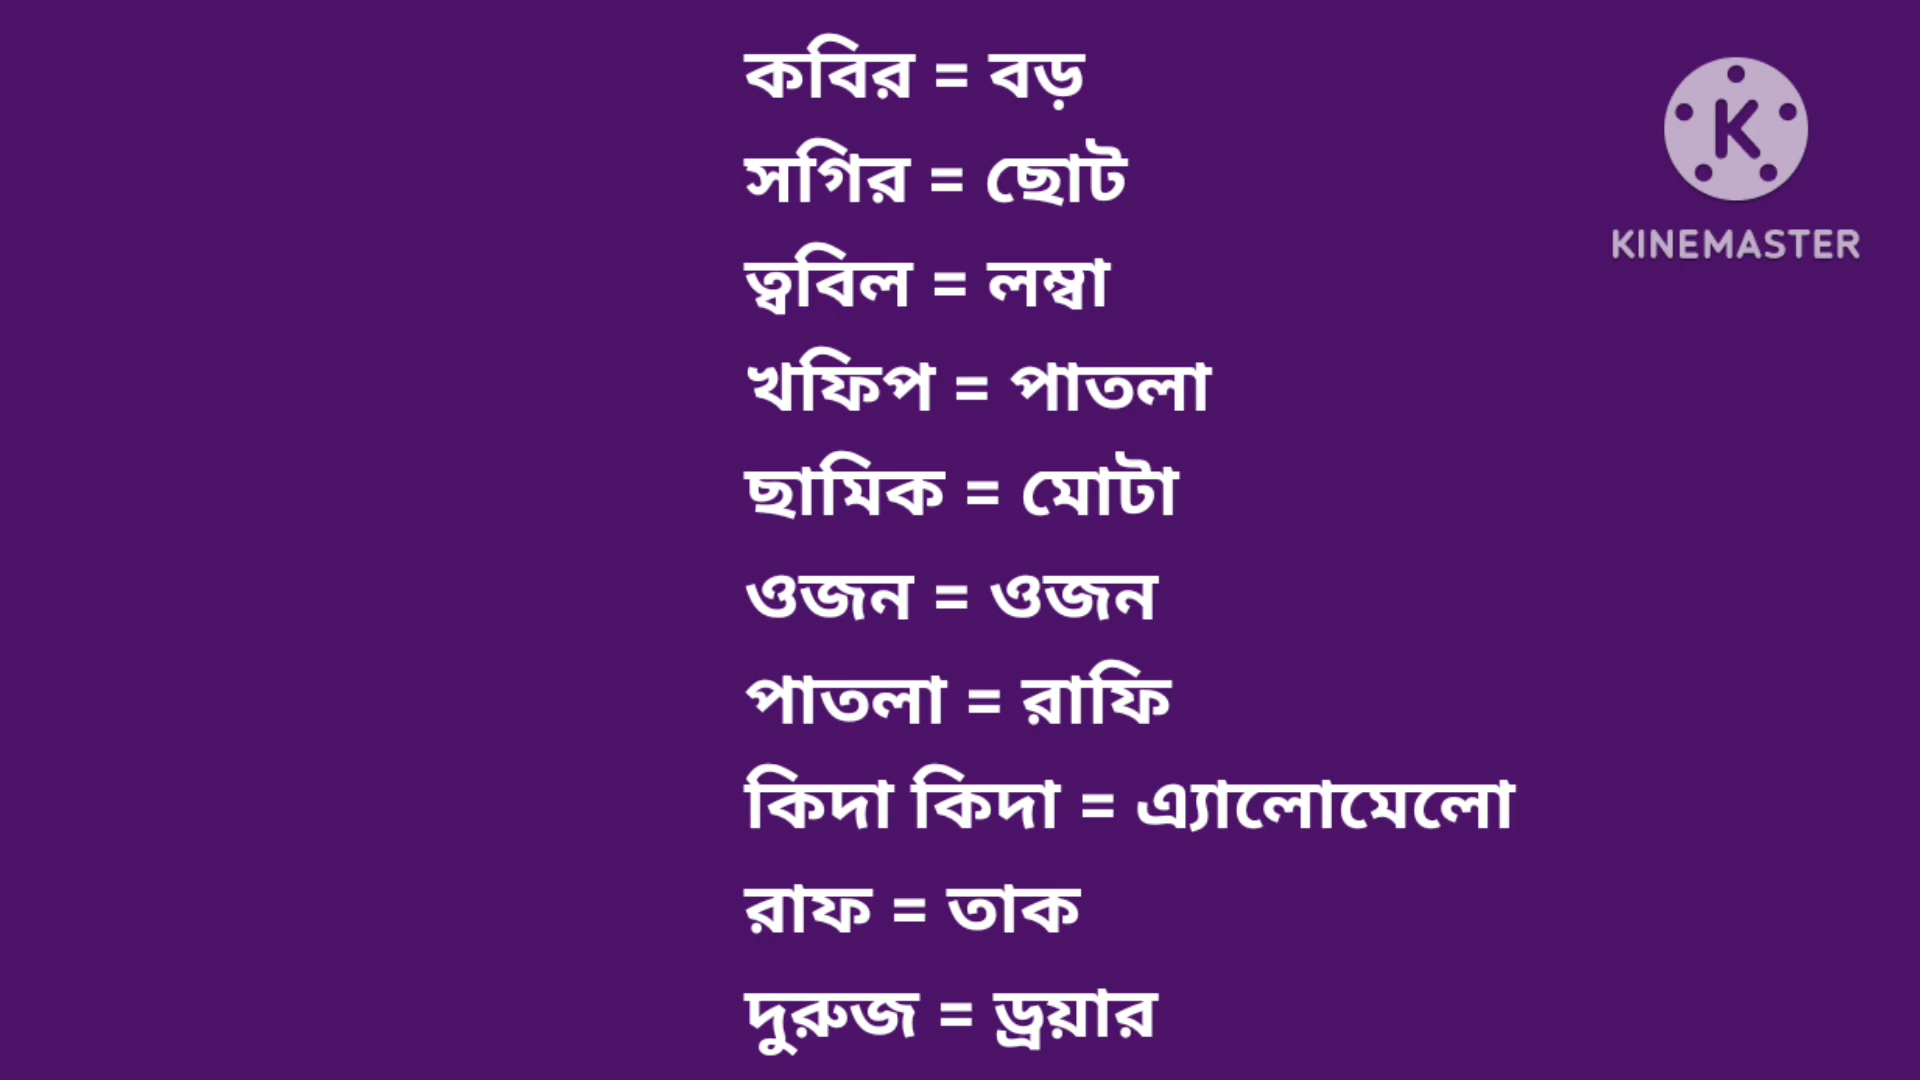 কবির = বড়
সগির = ছোট
ত্ববিল = লম্বা
খফিপ = পাতলা
ছামিক = মোটা
ওজন = ওজন
পাতলা = রাফি
কিদা কিদা = এ্যালোমেলো
রাফ = তাক
দুরুজ = ড্রয়ার
KINEMASTER